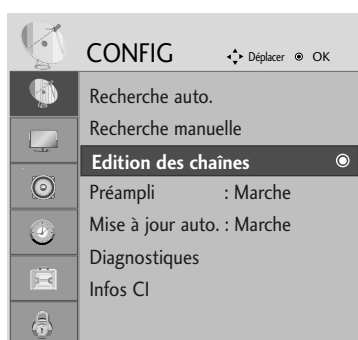 CONFIG Déplacer OK
Recherche auto.
Recherche manuelle
Edition des chaînes
Préampli : Marche
Mise à jour auto. : Marche
Diagnostiques
Infos CI